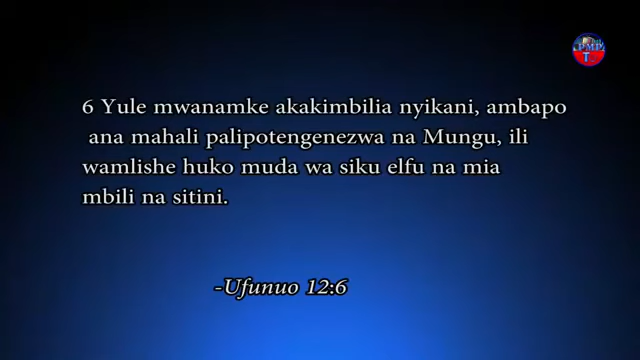 PMP
T
6 Yule mwanamke akakimbilia nyikani, ambapo
ana mahali palipotengenezwa na Mungu, ili
wamlishe huko muda wa siku elfu na mia
mbili na sitini.
-Ufunuo 12:6